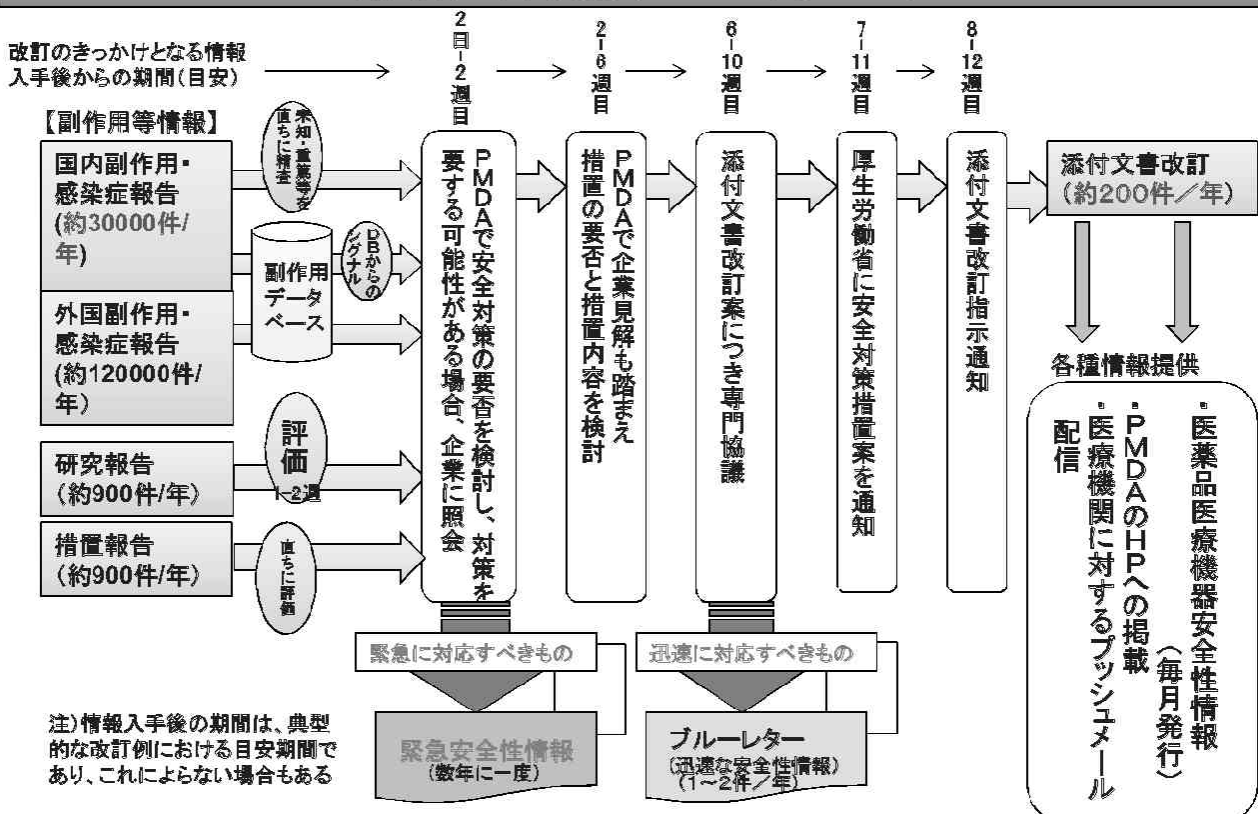 改訂のきっかけとなる情報
入手後からの期間(目安)
2日-2週目
2-6週目
6-10週目
7-11週目
8-12週目
【副作用等情報】
国内副作用・
感染症報告
(約30000件/
年)
外国副作用・
感染症報告
(約120000件/
年)
研究報告
(約900件/年)
措置報告
(約900件/年)
未知・重篤等を
直ちに精査
副作用
データ
ベース
DBからの
シグナル
評価
1-2週
直ちに評価
PMDAで安全対策の要否を検討し、対策を
要する可能性がある場合、企業に照会
PMDAで企業見解も踏まえ
措置の要否と措置内容を検討
添付文書改訂案につき専門協議
厚生労働省に安全対策措置案を通知
添付文書改訂指示通知
添付文書改訂
(約200件/年)
各種情報提供
・医薬品医療機器安全性情報
(毎月発行)
・PMDAのHPへの掲載
・医療機関に対するプッシュメール
配信
緊急に対応すべきもの
緊急安全性情報
(数年に一度)
迅速に対応すべきもの
ブルーレター
(迅速な安全性情報)
(1~2件/年)
注)情報入手後の期間は、典型
的な改訂例における目安期間で
あり、これによらない場合もある